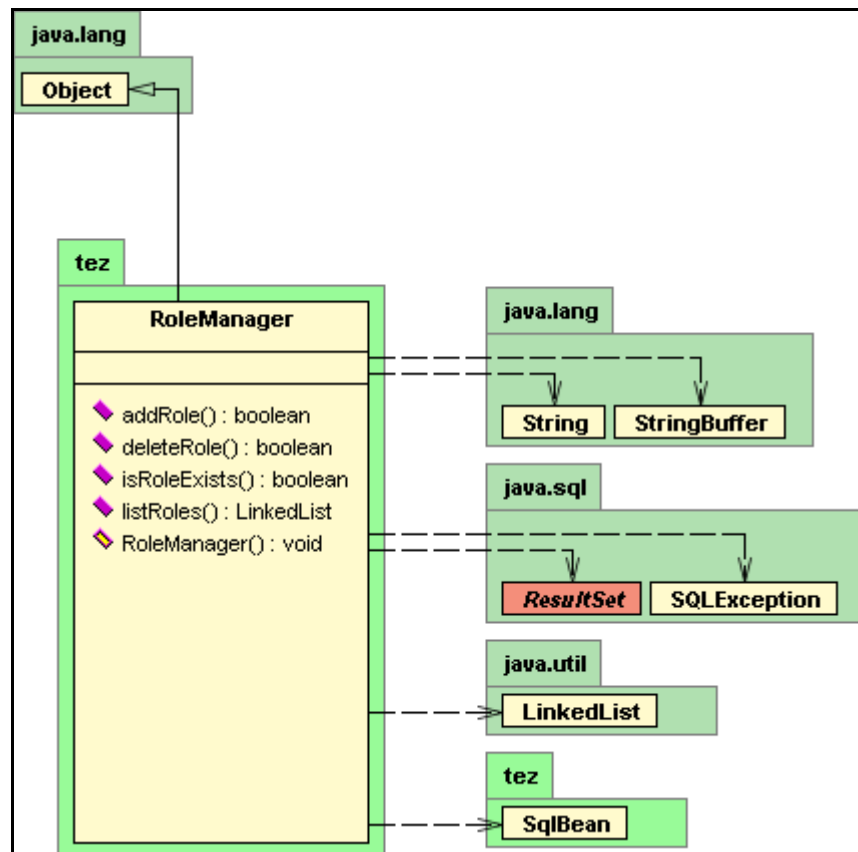 java.lang
Object
tez
RoleManager
addRole() : boolean
deleteRole() : boolean
isRoleExists() : boolean
listRoles() : LinkedList
RoleManager() : void
java.lang
String
StringBuffer
java.sql
ResultSet
SQLException
java.util
LinkedList
tez
SqlBean